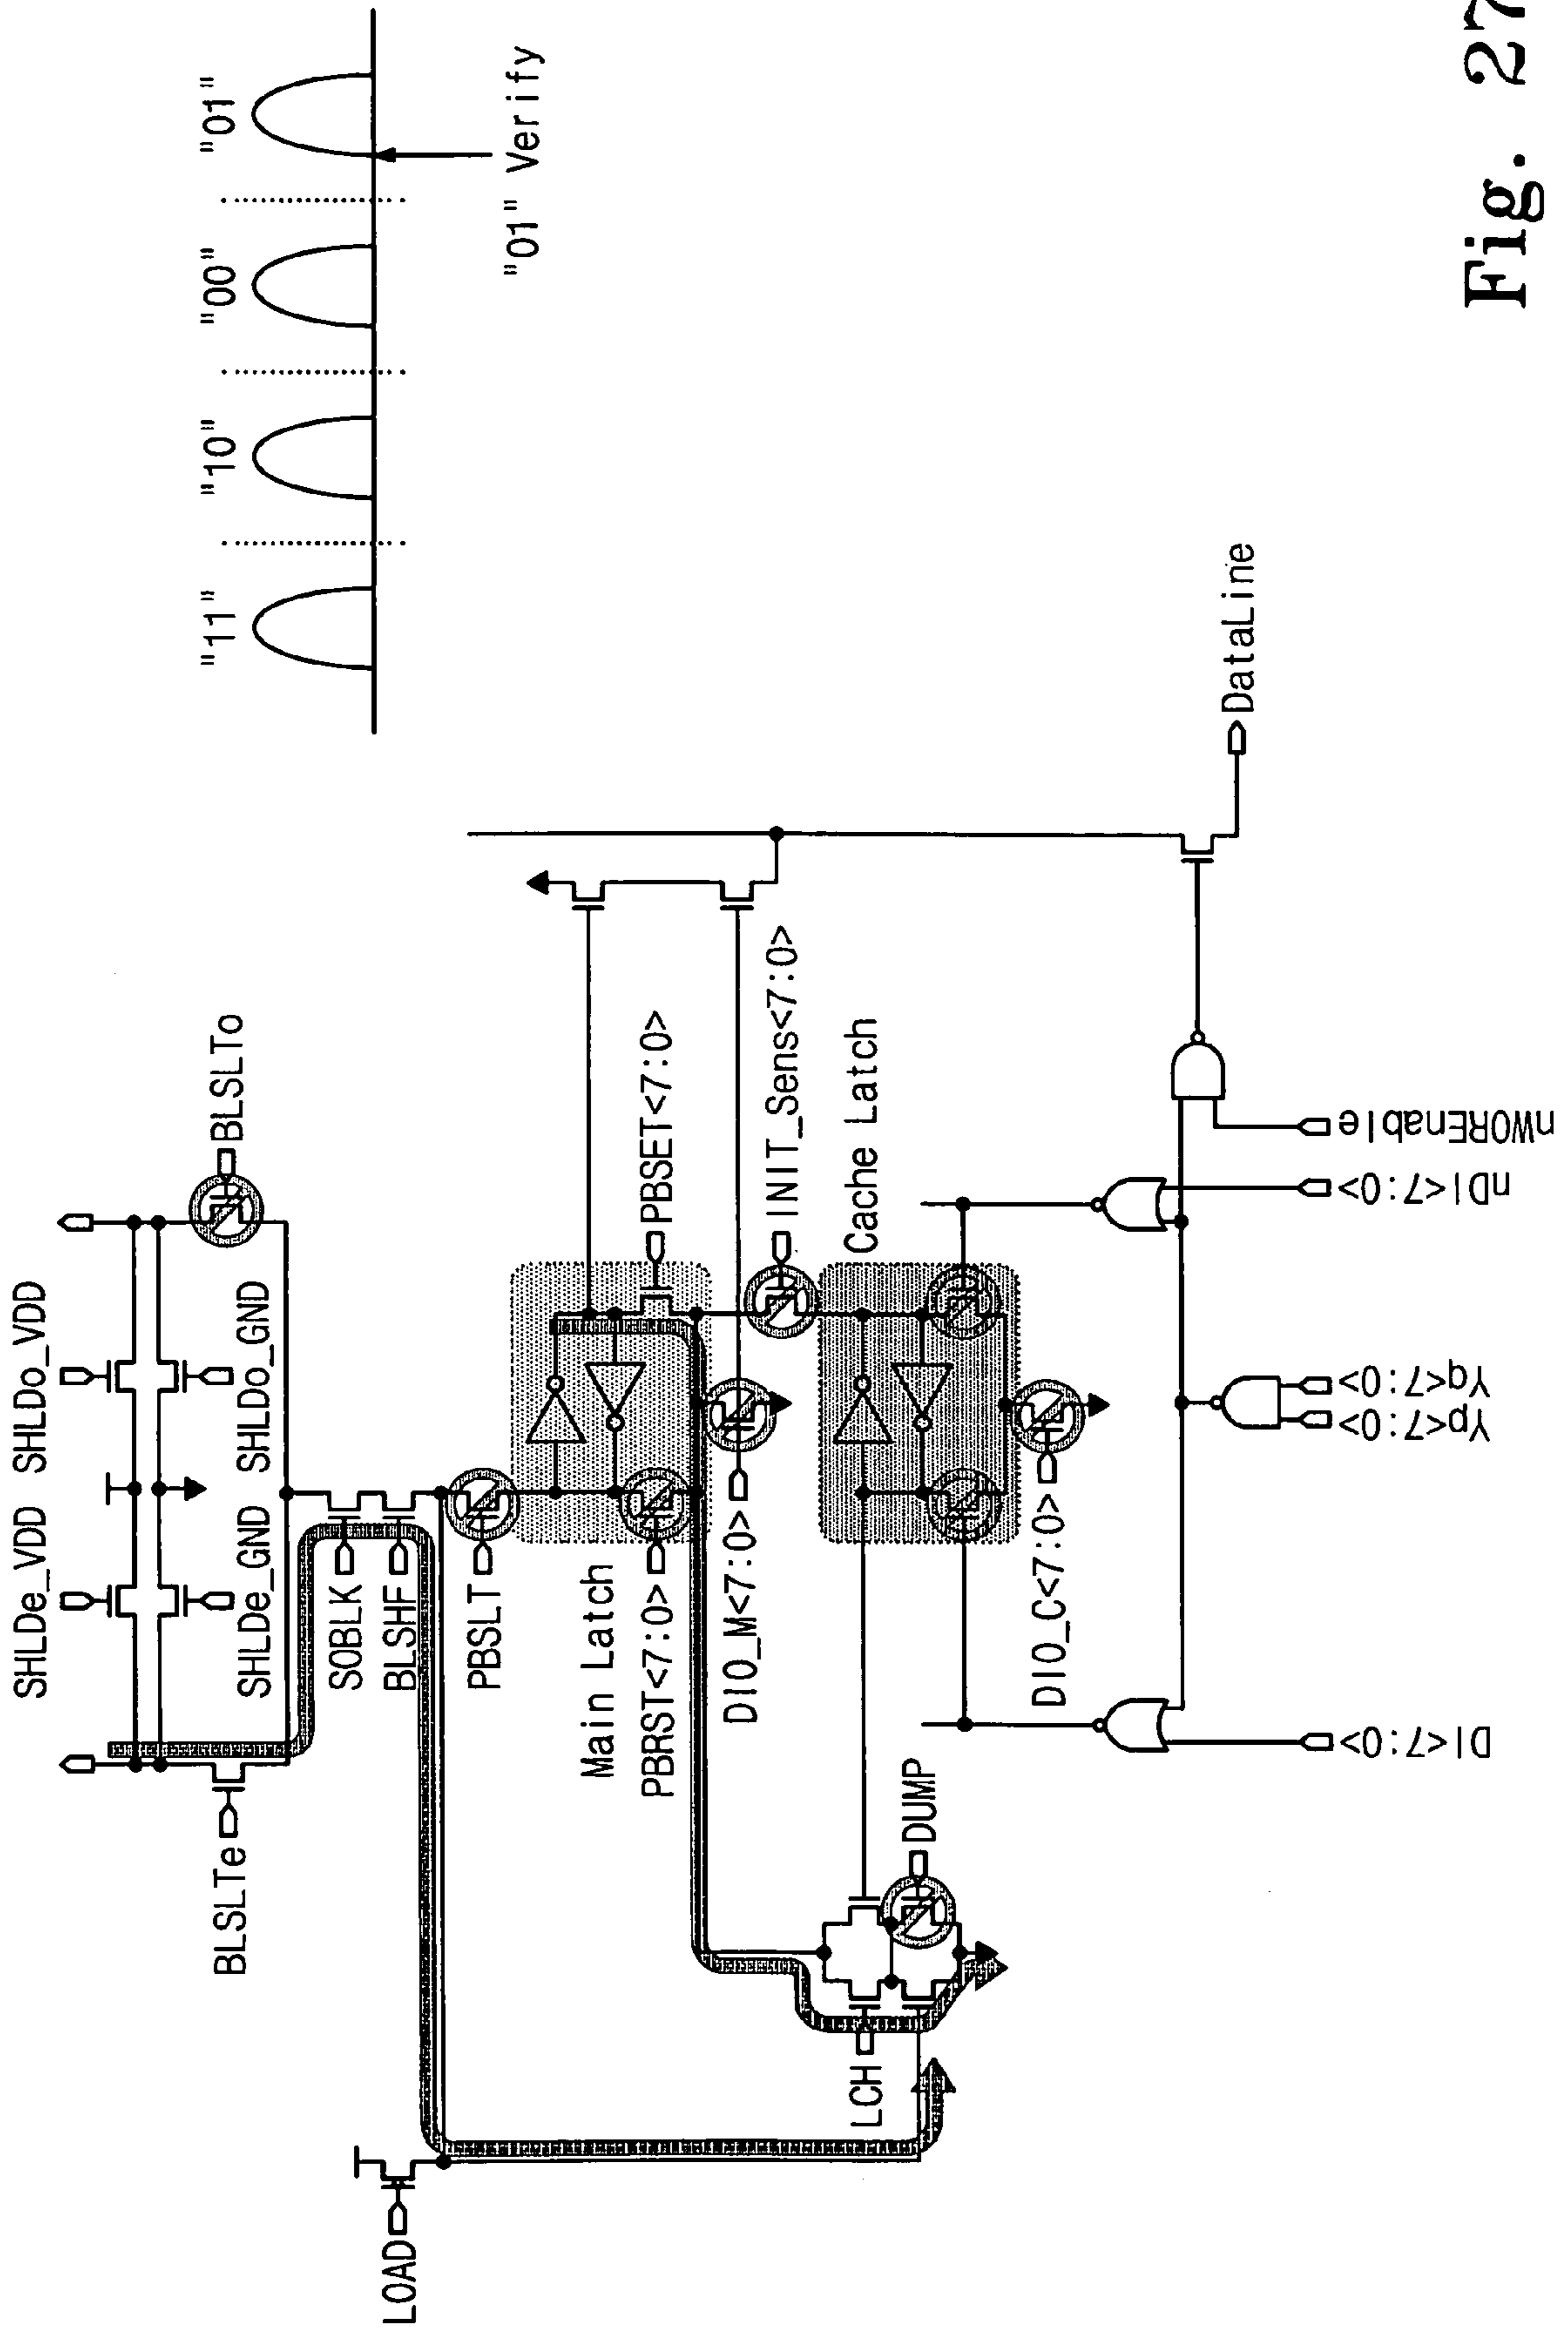 SHLDe_VDD SHLDo_VDD
SHLDe_GND SHLDo_GND
BLSLTe
BLSLTo
SOBLK
BLSHF
LOAD
PBSLT
Main Latch
PBRST<7:0>
PBSET<7:0>
DIO_M<7:0>
INIT_Sens<7:0>
Cache Latch
LCH
DUMP
DIO_C<7:0>
DI<7:0>
Yp<7:0>
Yq<7:0>
nDI<7:0>
nWOREnable
DataLine
"11"
"10"
"00"
"01"
"01" Verify
Fig. 27